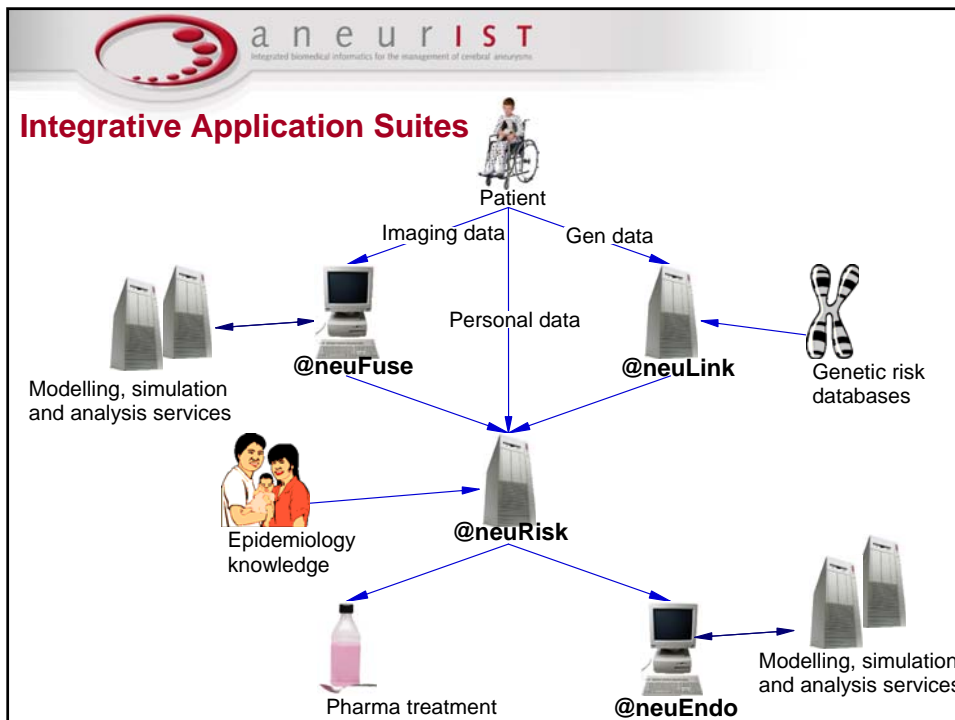 aneurIST
Integrated biomedical informatics for the management of cerebral aneurysms
Integrative Application Suites
Patient
Imaging data
Gen data
Personal data
@neuFuse
@neuLink
Modelling, simulation
and analysis services
Genetic risk
databases
@neuRisk
Epidemiology
knowledge
Pharma treatment
@neuEndo
Modelling, simulation
and analysis services